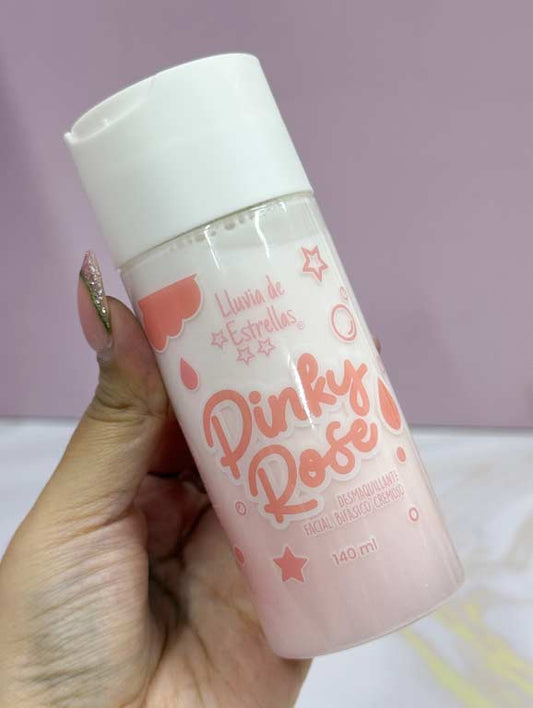 Lluvia de
Estrellas
Pinky
Rose
DESMAQUILLANTE
FACIAL BIFÁSICO CREMOSO
140 ml